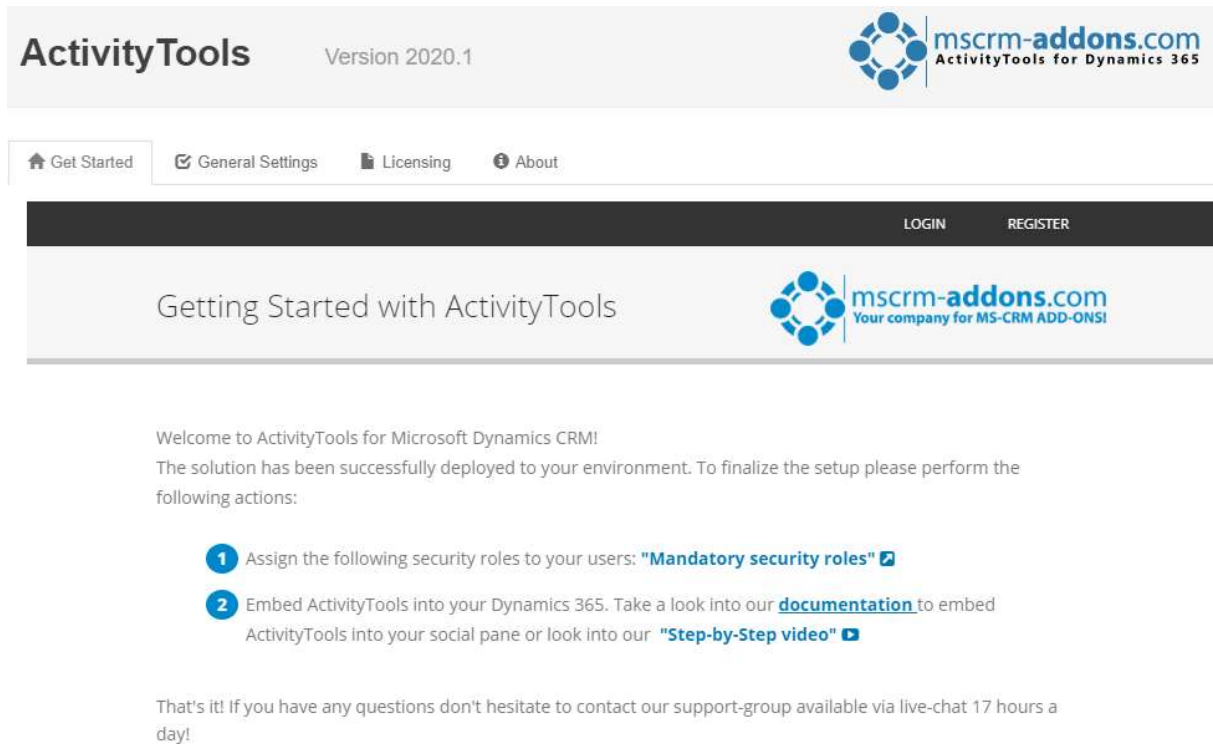 ActivityTools Version 2020.1
mscrm-addons.com
ActivityTools for Dynamics 365
Get Started General Settings Licensing About
LOGIN REGISTER
Getting Started with ActivityTools
mscrm-addons.com
Your company for MS-CRM ADD-ONS!
Welcome to ActivityTools for Microsoft Dynamics CRM!
The solution has been successfully deployed to your environment. To finalize the setup please perform the
following actions:
1 Assign the following security roles to your users: "Mandatory security roles"
2 Embed ActivityTools into your Dynamics 365. Take a look into our documentation to embed
ActivityTools into your social pane or look into our "Step-by-Step video"
That's it! If you have any questions don't hesitate to contact our support-group available via live-chat 17 hours a
day!